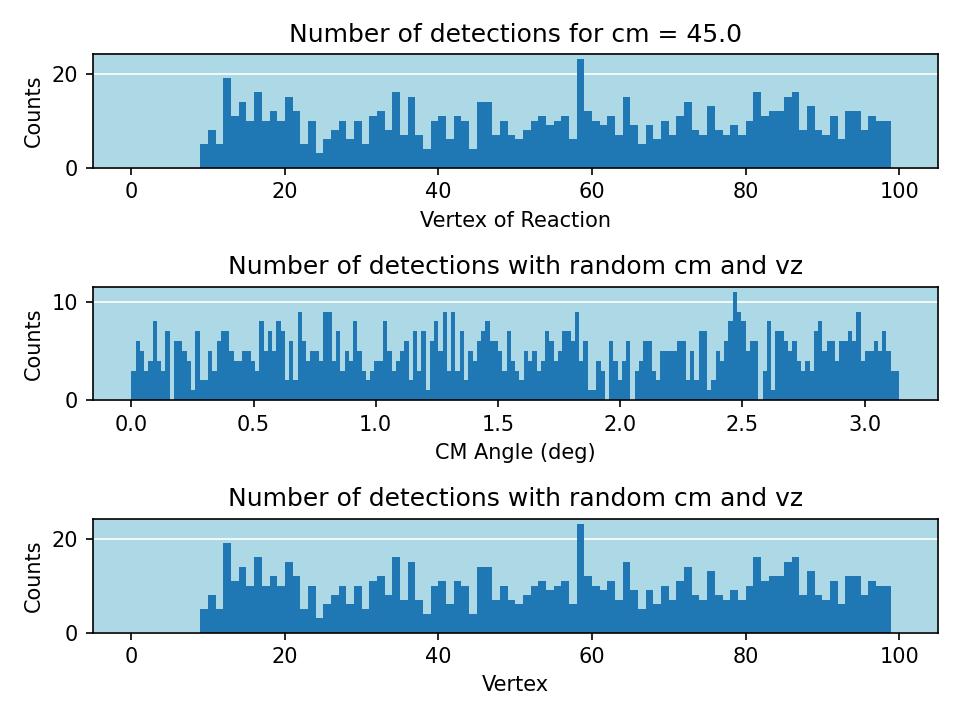 Number of detections for cm = 45.0
20
0
Counts
0 20 40 60 80 100
Vertex of Reaction
Number of detections with random cm and vz
10
0
Counts
0.0 0.5 1.0 1.5 2.0 2.5 3.0
CM Angle (deg)
Number of detections with random cm and vz
20
0
Counts
0 20 40 60 80 100
Vertex